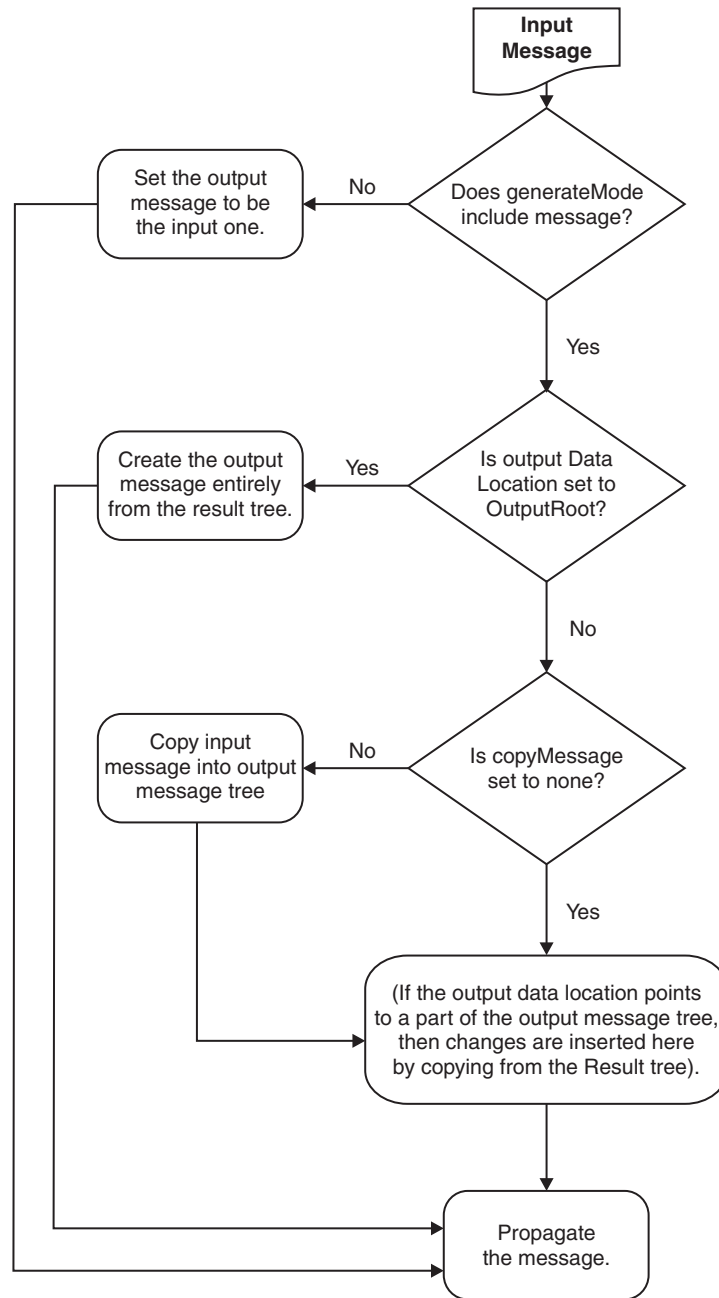 Input
Message
Does generateMode
include message?
No
Set the output
message to be
the input one.
Yes
Is output Data
Location set to
OutputRoot?
Yes
Create the output
message entirely
from the result tree.
No
Is copyMessage
set to none?
No
Copy input
message into output
message tree
Yes
(If the output data location points
to a part of the output message tree,
then changes are inserted here
by copying from the Result tree).
Propagate
the message.